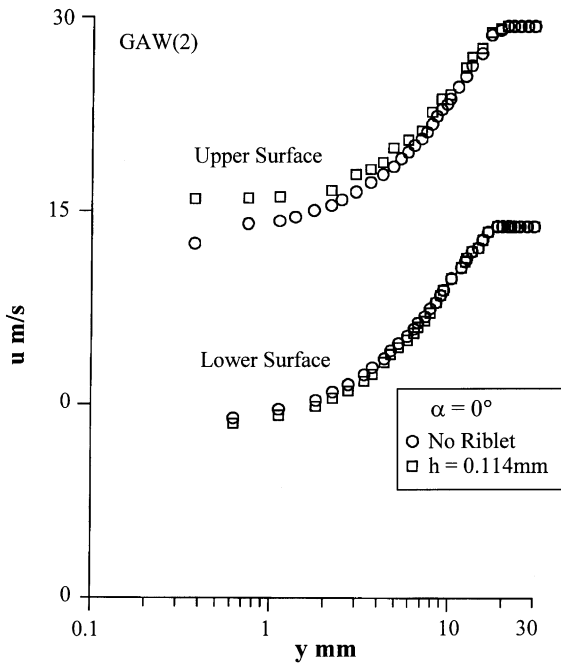 30
GAW(2)
Upper Surface
15
u m/s
Lower Surface
0
α = 0°
No Riblet
h = 0.114mm
0
0.1 1 10 30
y mm